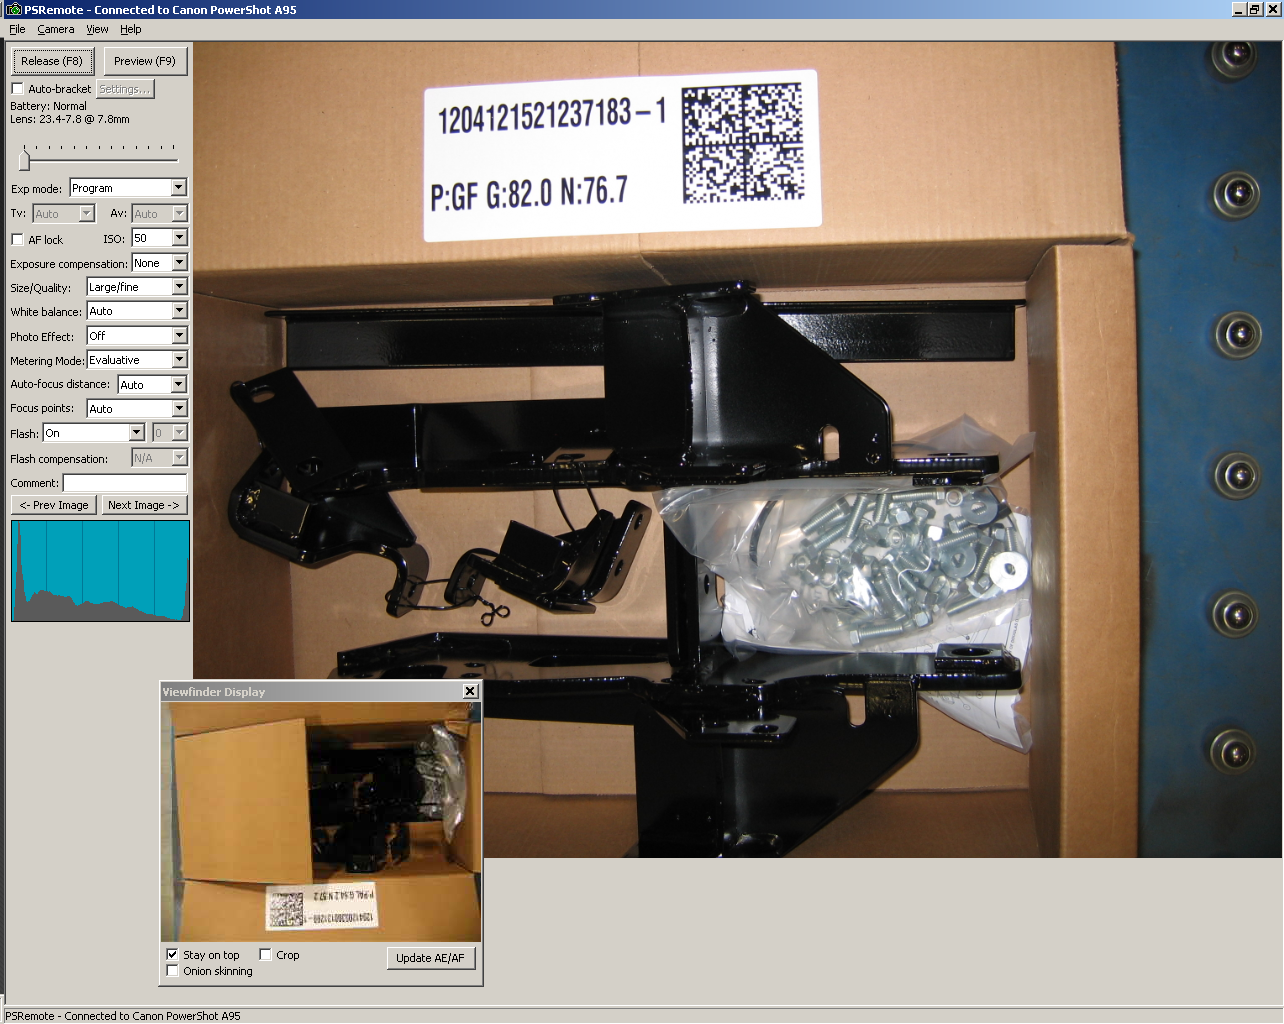 PSRemote - Connected to Canon PowerShot A95
File Camera View Help
Release (F8) Preview (F9)
Auto-bracket Settings...
Battery: Normal
Lens: 23.4-7.8 @ 7.8mm
Exp mode: Program
Tv: Auto Av: Auto
AF lock ISO: 50
Exposure compensation: None
Size/Quality: Large/fine
White balance: Auto
Photo Effect: Off
Metering Mode: Evaluative
Auto-focus distance: Auto
Focus points: Auto
Flash: On 0
Flash compensation: N/A
Comment:
<- Prev Image Next Image ->
1204121521237183-1
P:GF G:82.0 N:76.7
Viewfinder Display
Stay on top Crop Update AE/AF
Onion skinning
PSRemote - Connected to Canon PowerShot A95